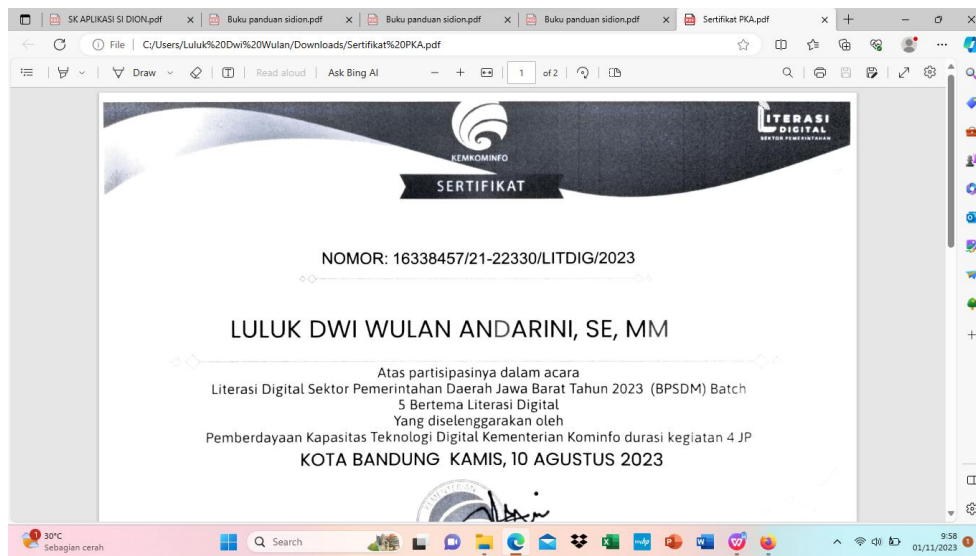 SK APLIKASI SI DION.pdf
Buku panduan sidion.pdf
Buku panduan sidion.pdf
Buku panduan sidion.pdf
Sertifikat PKA.pdf
File
C:/Users/Luluk%20Dwi%20Wulan/Downloads/Sertifikat%20PKA.pdf
Draw
Read aloud
Ask Bing AI
1
of 2
KEMKOMINFO
LITERASI
DIGITAL
SEKTOR PEMERINTAHAN
SERTIFIKAT
NOMOR: 16338457/21-22330/LITDIG/2023
LULUK DWI WULAN ANDARINI, SE, MM
Atas partisipasinya dalam acara
Literasi Digital Sektor Pemerintahan Daerah Jawa Barat Tahun 2023 (BPSDM) Batch
5 Bertema Literasi Digital
Yang diselenggarakan oleh
Pemberdayaan Kapasitas Teknologi Digital Kementerian Kominfo durasi kegiatan 4 JP
KOTA BANDUNG KAMIS, 10 AGUSTUS 2023
30°C
Sebagian cerah
Search
9:58
01/11/2023